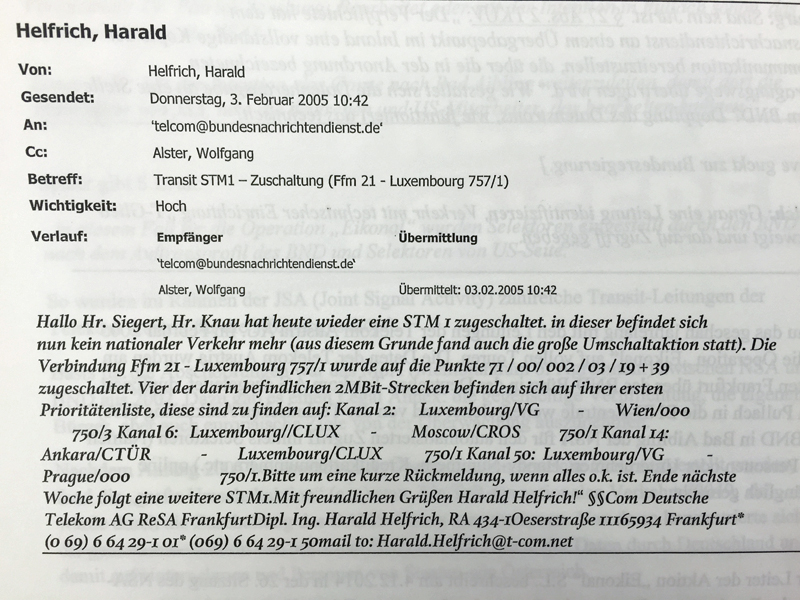 Helfrich, Harald
Von: Helfrich, Harald
Gesendet: Donnerstag, 3. Februar 2005 10:42
An: 'telcom@bundesnachrichtendienst.de'
Cc: Alster, Wolfgang
Betreff: Transit STM1 – Zuschaltung (Ffm 21 - Luxembourg 757/1)
Wichtigkeit: Hoch
Verlauf: Empfänger Übermittlung
'telcom@bundesnachrichtendienst.de'
Alster, Wolfgang Übermittelt: 03.02.2005 10:42
Hallo Hr. Siegert, Hr. Knau hat heute wieder eine STM 1 zugeschaltet. in dieser befindet sich
nun kein nationaler Verkehr mehr (aus diesem Grunde fand auch die große Umschaltaktion statt). Die
Verbindung Ffm 21 - Luxembourg 757/1 wurde auf die Punkte 71 / 00/ 002 / 03 / 19 + 39
zugeschaltet. Vier der darin befindlichen 2MBit-Strecken befinden sich auf ihrer ersten
Prioritätenliste, diese sind zu finden auf: Kanal 2: Luxembourg/VG - Wien/000
750/3 Kanal 6: Luxembourg//CLUX - Moscow/CROS 750/1 Kanal 14:
Ankara/CTÜR - Luxembourg/CLUX 750/1 Kanal 50: Luxembourg/VG -
Prague/000 750/1.Bitte um eine kurze Rückmeldung, wenn alles o.k. ist. Ende nächste
Woche folgt eine weitere STM1.Mit freundlichen Grüßen Harald Helfrich!“ §§Com Deutsche
Telekom AG ReSA FrankfurtDipl. Ing. Harald Helfrich, RA 434-1Oeserstraße 11165934 Frankfurt*
(0 69) 6 64 29-1 01* (069) 6 64 29-1 50mail to: Harald.Helfrich@t-com.net